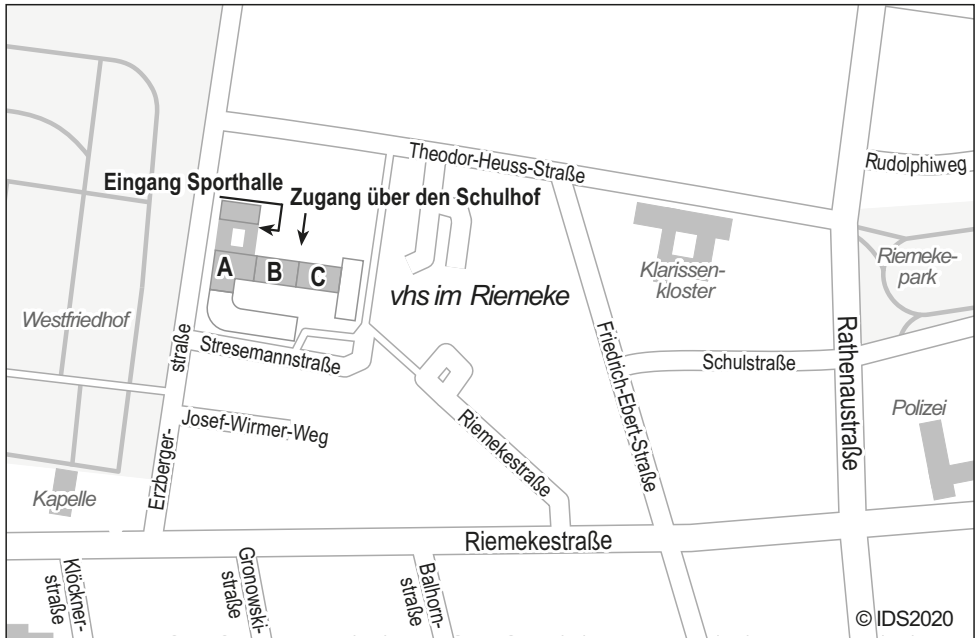 Theodor-Heuss-Straße
Rudolphiweg
Eingang Sporthalle
Zugang über den Schulhof
A
B
C
Klarissen-
kloster
Riemeke-
park
vhs im Riemeke
Westfriedhof
Erzberger-
straße
Stresemannstraße
Friedrich-Ebert-Straße
Schulstraße
Rathenaustraße
Josef-Wirmer-Weg
Riemekestraße
Polizei
Kapelle
Riemekestraße
Klöckner-
straße
Gronowski-
straße
Balhorn-
straße
© IDS2020